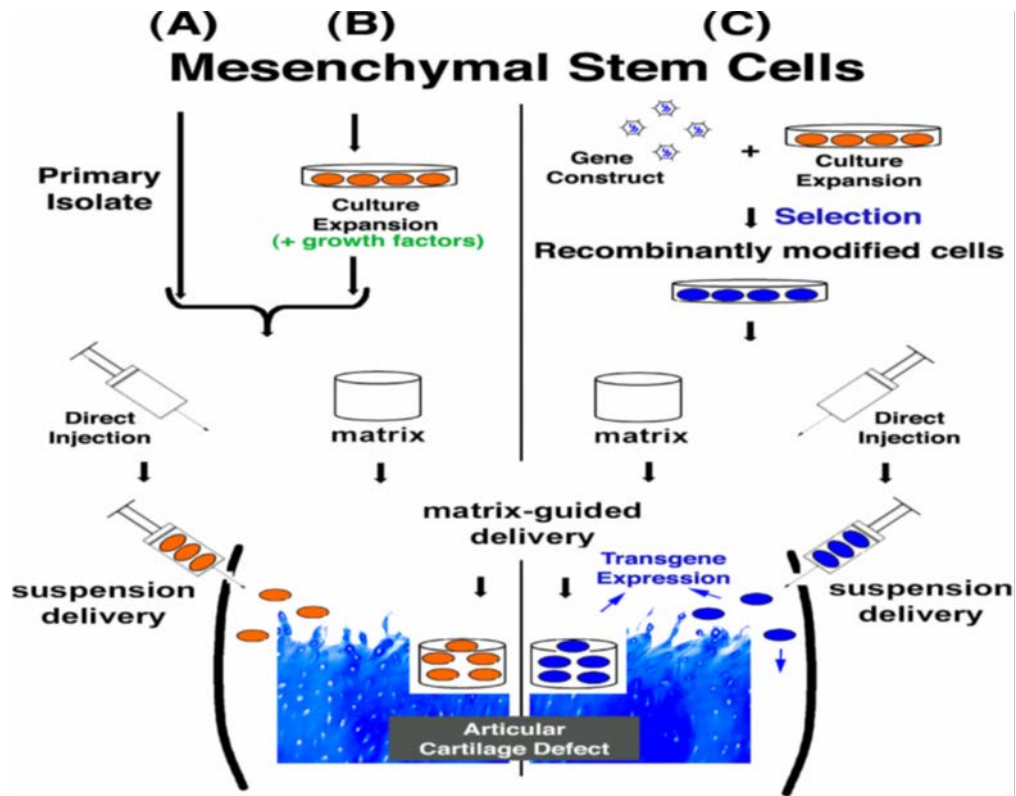 (A)
(B)
(C)
Mesenchymal Stem Cells
Primary
Isolate
Culture
Expansion
(+ growth factors)
Gene
Construct
+
Culture
Expansion
Selection
Recombinantly modified cells
Direct
Injection
matrix
matrix
Direct
Injection
matrix-guided
delivery
suspension
delivery
Transgene
Expression
suspension
delivery
Articular
Cartilage Defect